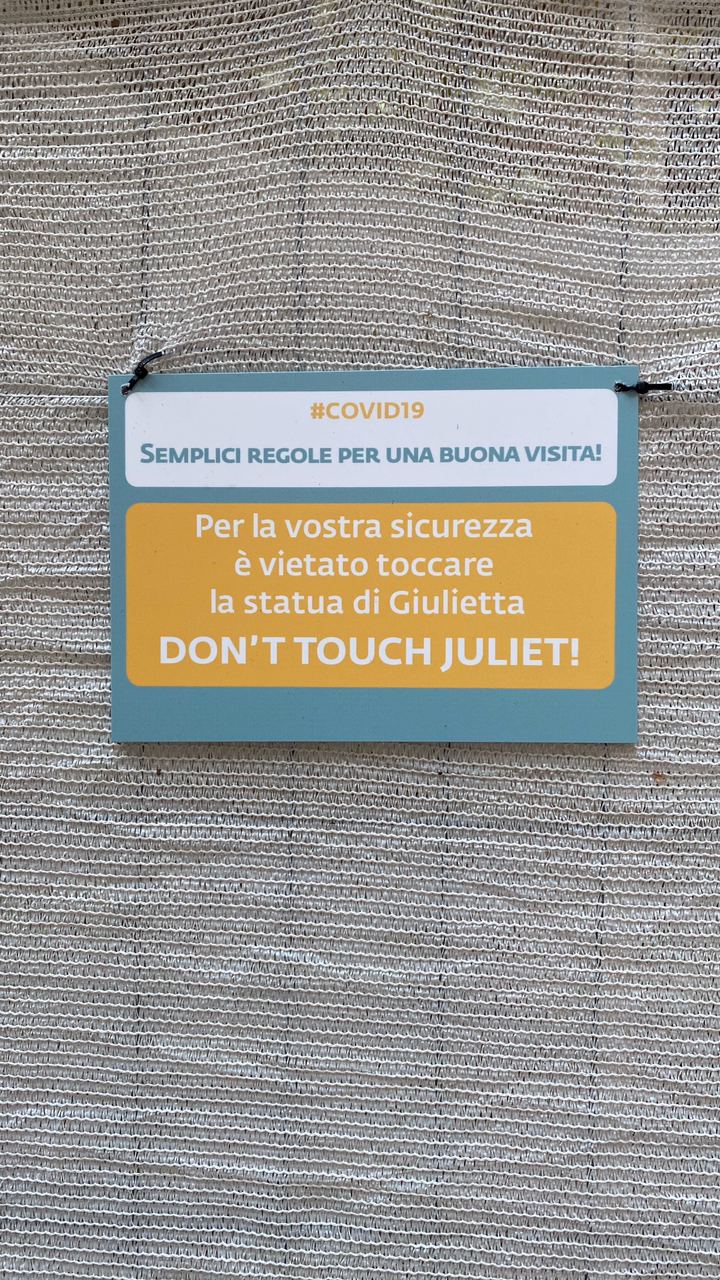 #COVID19
SEMPLICI REGOLE PER UNA BUONA VISITA!
Per la vostra sicurezza
è vietato toccare
la statua di Giulietta
DON'T TOUCH JULIET!